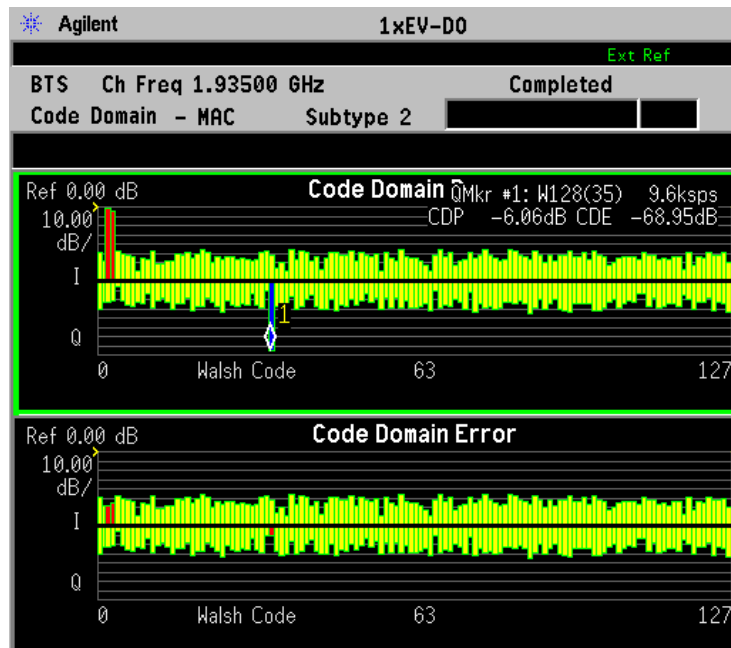 Agilent 1xEV-DO
Ext Ref
BTS Ch Freq 1.93500 GHz Completed
Code Domain - MAC Subtype 2
Ref 0.00 dB Code Domain QMkr #1: W128(35) 9.6ksps
10.00 CDP -6.06dB CDE -68.95dB
dB/
I
1
Q
0 Walsh Code 63 127
Ref 0.00 dB Code Domain Error
10.00
dB/
I
Q
0 Walsh Code 63 127